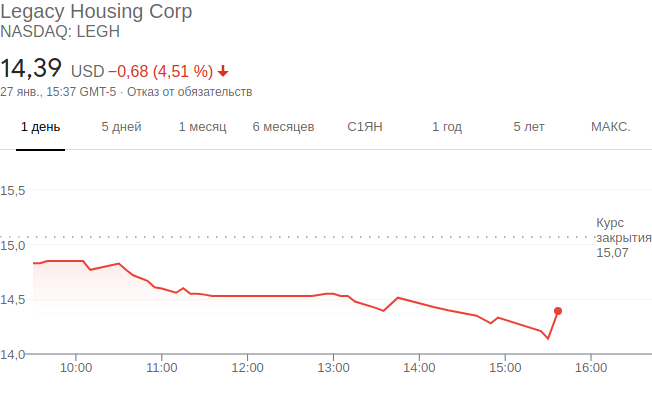 Legacy Housing Corp
NASDAQ: LEGH
14,39 USD −0,68 (4,51 %)
27 янв., 15:37 GMT-5 · Отказ от обязательств
1 день 5 дней 1 месяц 6 месяцев С1ЯН 1 год 5 лет МАКС.
15,5
Курс
закрытия
15,07
15,0
14,5
14,0
10:00 11:00 12:00 13:00 14:00 15:00 16:00